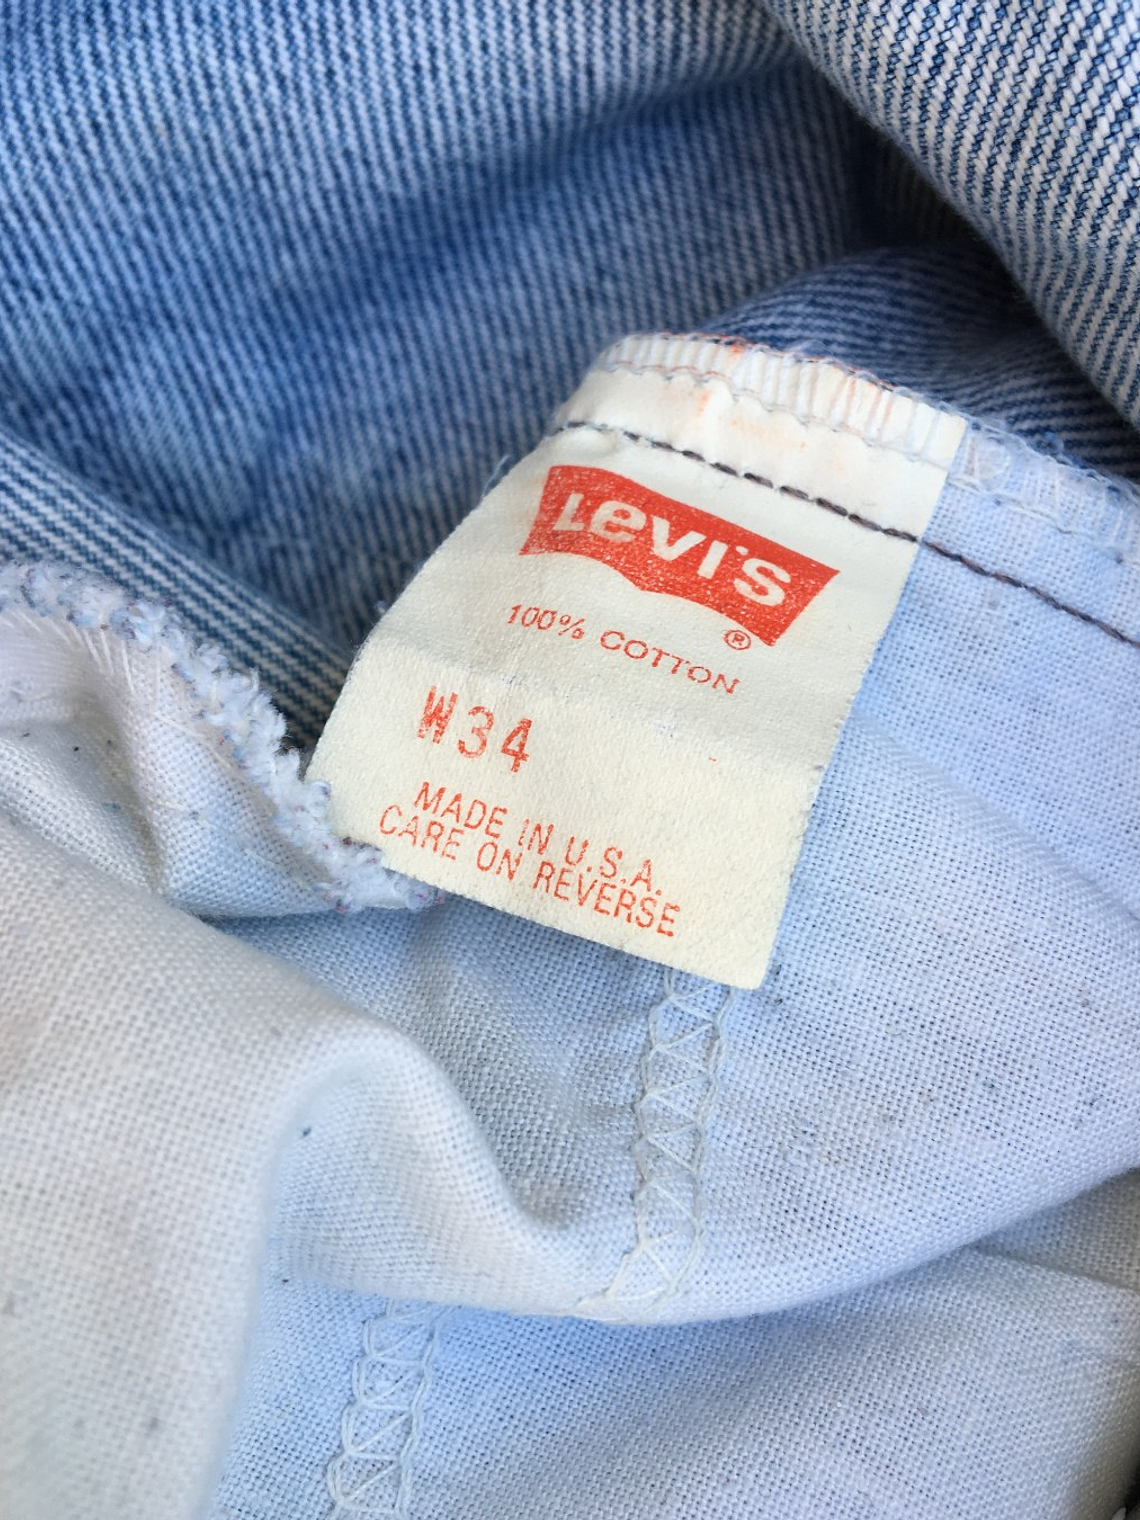 Levi's
®
100% COTTON
W34
MADE IN U.S.A.
CARE ON REVERSE